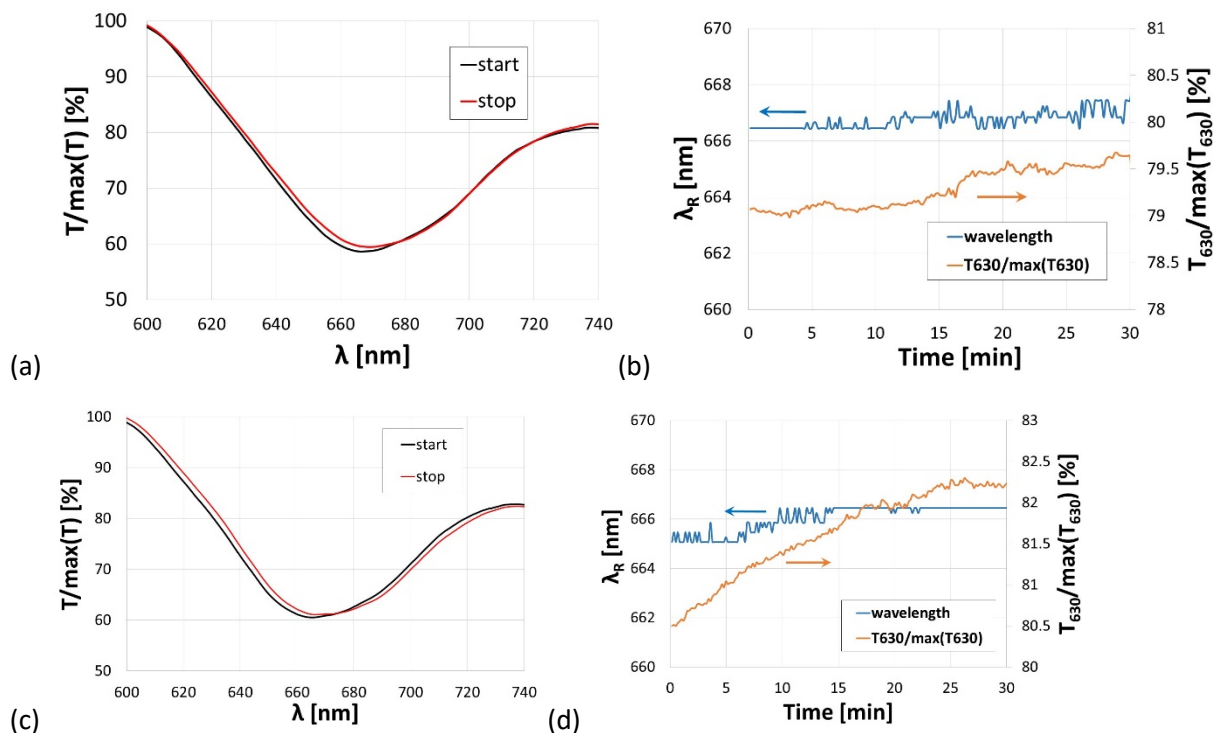 100
90
80
70
60
50
T/max(T) [%]
start
stop
600 620 640 660 680 700 720 740
λ [nm]
(a)
670
668
666
664
662
660
λR [nm]
81
80.5
80
79.5
79
78.5
78
T630/max(T630) [%]
wavelength
T630/max(T630)
0 5 10 15 20 25 30
Time [min]
(b)
100
90
80
70
60
50
T/max(T) [%]
start
stop
600 620 640 660 680 700 720 740
λ [nm]
(c)
670
668
666
664
662
660
λR [nm]
83
82.5
82
81.5
81
80.5
80
T630/max(T630) [%]
wavelength
T630/max(T630)
0 5 10 15 20 25 30
Time [min]
(d)